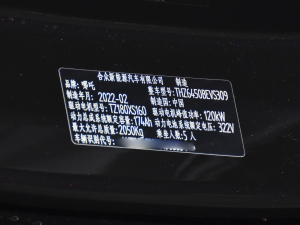 合众新能源汽车有限公司 制造
品牌：哪吒 整车型号：THZ6450BEVS309
制造年月：2022-02 制造国：中国
驱动电机型号：TZ180XS160 驱动电机峰值功率：120kW
动力总成系统额定容量：174Ah 动力电池系统额定电压：322V
最大允许总质量：2050Kg 乘坐人数：5人
车辆识别代号：